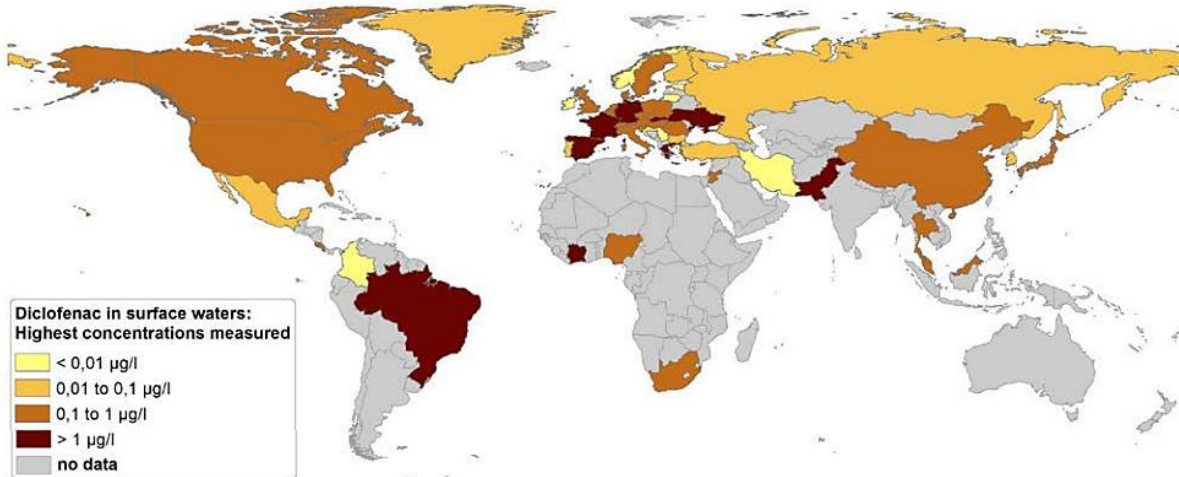 Diclofenac in surface waters:
Highest concentrations measured
< 0,01 µg/l
0,01 to 0,1 µg/l
0,1 to 1 µg/l
> 1 µg/l
no data